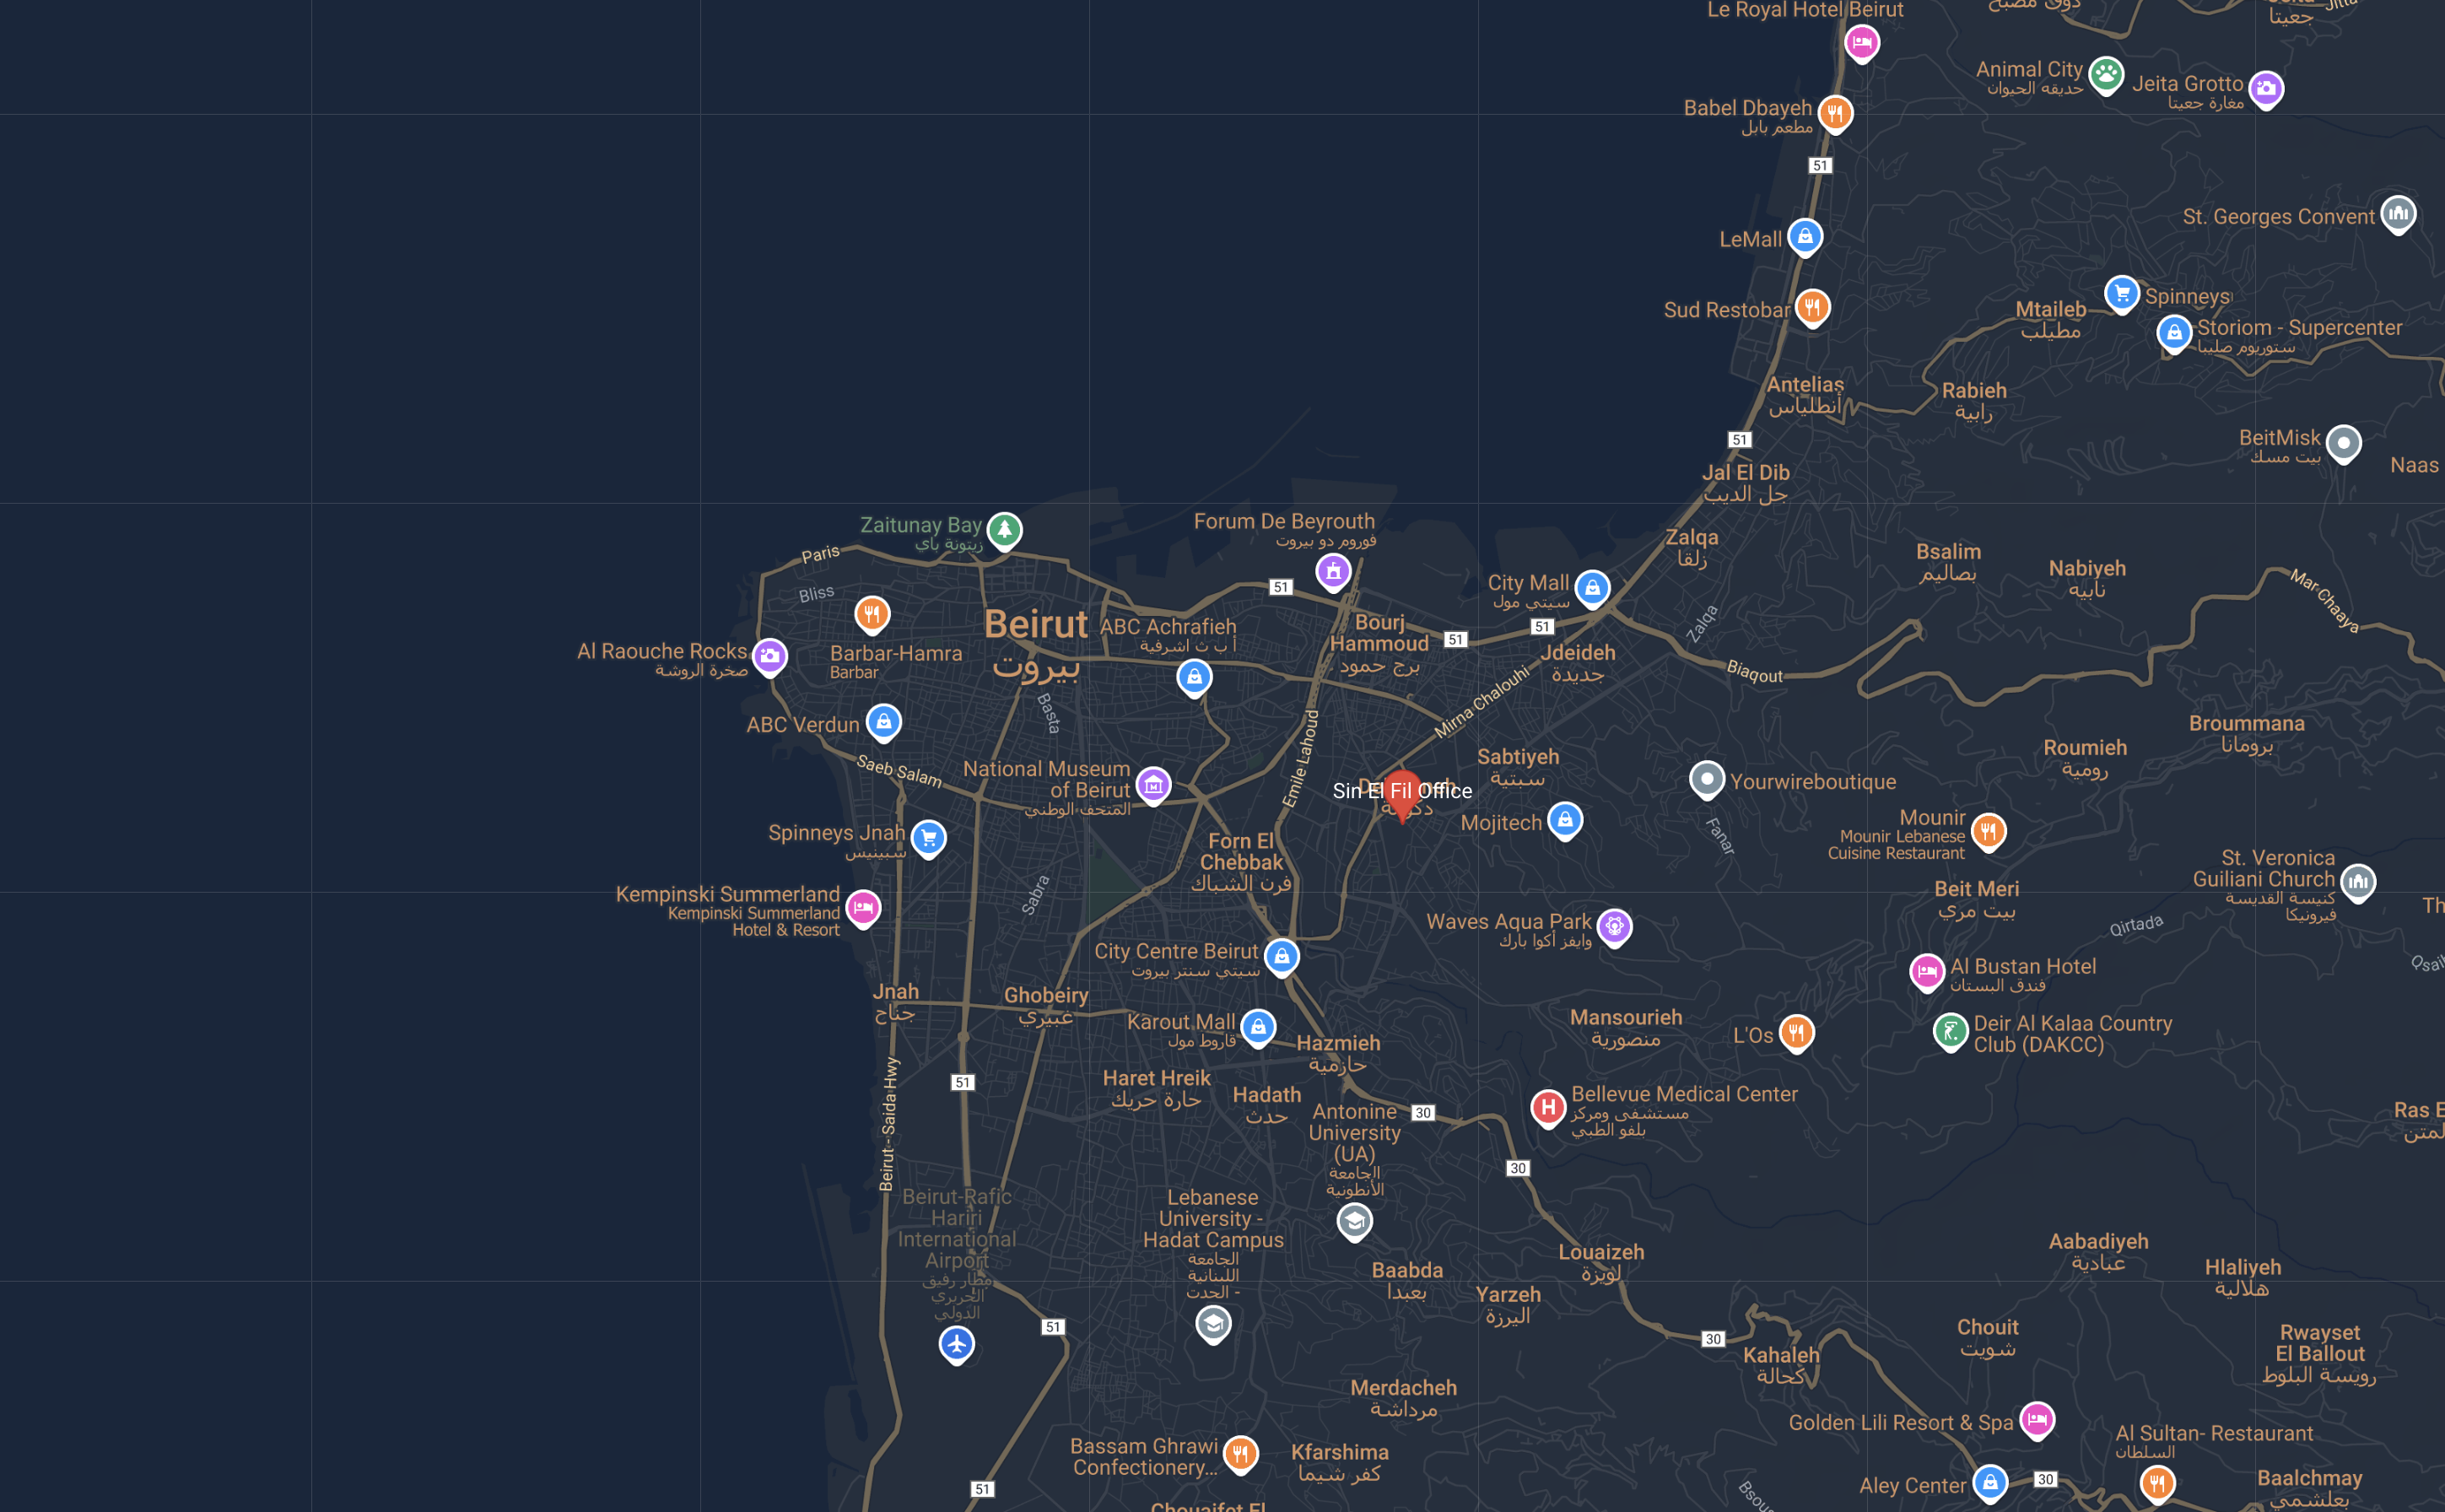 Le Royal Hotel Beirut
جعيتا
Animal City
حديقه الحيوان
Jeita Grotto
مغارة جعيتا
Babel Dbayeh
مطعم بابل
51
St. Georges Convent
LeMall
Sud Restobar
Mtaileb
مطيلب
Spinneys
Storiom - Supercenter
ستوريوم صليبا
Antelias
أنطلياس
Rabieh
رابية
51
BeitMisk
بيت مسك
Naas
Jal El Dib
جل الديب
Zaitunay Bay
زيتونة باي
Forum De Beyrouth
فوروم دو بيروت
Zalqa
زلقا
Paris
Bsalim
بصاليم
Nabiyeh
نابيه
Mar Chaaya
Bliss
51
City Mall
سيتي مول
Beirut
بيروت
ABC Achrafieh
أ ب ث اشرفية
Bourj
Hammoud
برج حمود
51
51
Zalqa
Jdeideh
جديدة
Al Raouche Rocks
صخرة الروشة
Barbar-Hamra
Barbar
Biaqout
Mirna Chalouhi
Basta
ABC Verdun
Broummana
برومانا
Roumieh
رومية
Saeb Salam
National Museum
of Beirut
المتحف الوطني
Emile Lahoud
Sabtiyeh
سبتية
Sin El Fil Office
Yourwireboutique
Mojitech
Fanar
Mounir
Mounir Lebanese
Cuisine Restaurant
Spinneys Jnah
سبينيس
Forn El
Chebbak
فرن الشباك
St. Veronica
Guiliani Church
كنيسة القديسة
فيرونيكا
Kempinski Summerland
Kempinski Summerland
Hotel & Resort
Sabra
Beit Meri
بيت مري
Th
Waves Aqua Park
وايفز أكوا بارك
Qirtada
City Centre Beirut
سيتي سنتر بيروت
Al Bustan Hotel
فندق البستان
Jnah
جناح
Ghobeiry
غبيري
Karout Mall
قاروط مول
Mansourieh
منصورية
L'Os
Deir Al Kalaa Country
Club (DAKCC)
Hazmieh
حازمية
51
Haret Hreik
حارة حريك
Hadath
حدث
Bellevue Medical Center
مستشفى ومركز
بلفو الطبي
Beirut - Saida Hwy
Antonine
University
(UA)
الجامعة
الأنطونية
30
Ras E
30
Beirut-Rafic
Hariri
International
Airport
مطار رفيق
الحريري
الدولي
Lebanese
University -
Hadat Campus
الجامعة
اللبنانية
- الحدت
Louaizeh
لويزة
Aabadiyeh
عبادية
Hlaliyeh
هلالية
Baabda
بعبدا
Yarzeh
اليرزة
51
30
Chouit
شويت
Rwayset
El Ballout
رويسة البلوط
Kahaleh
كحالة
Merdacheh
مرداشة
Golden Lili Resort & Spa
Al Sultan- Restaurant
السلطان
Bassam Ghrawi
Confectionery...
Kfarshima
كفر شيما
51
Aley Center
30
Baalchmay
بعلشمي